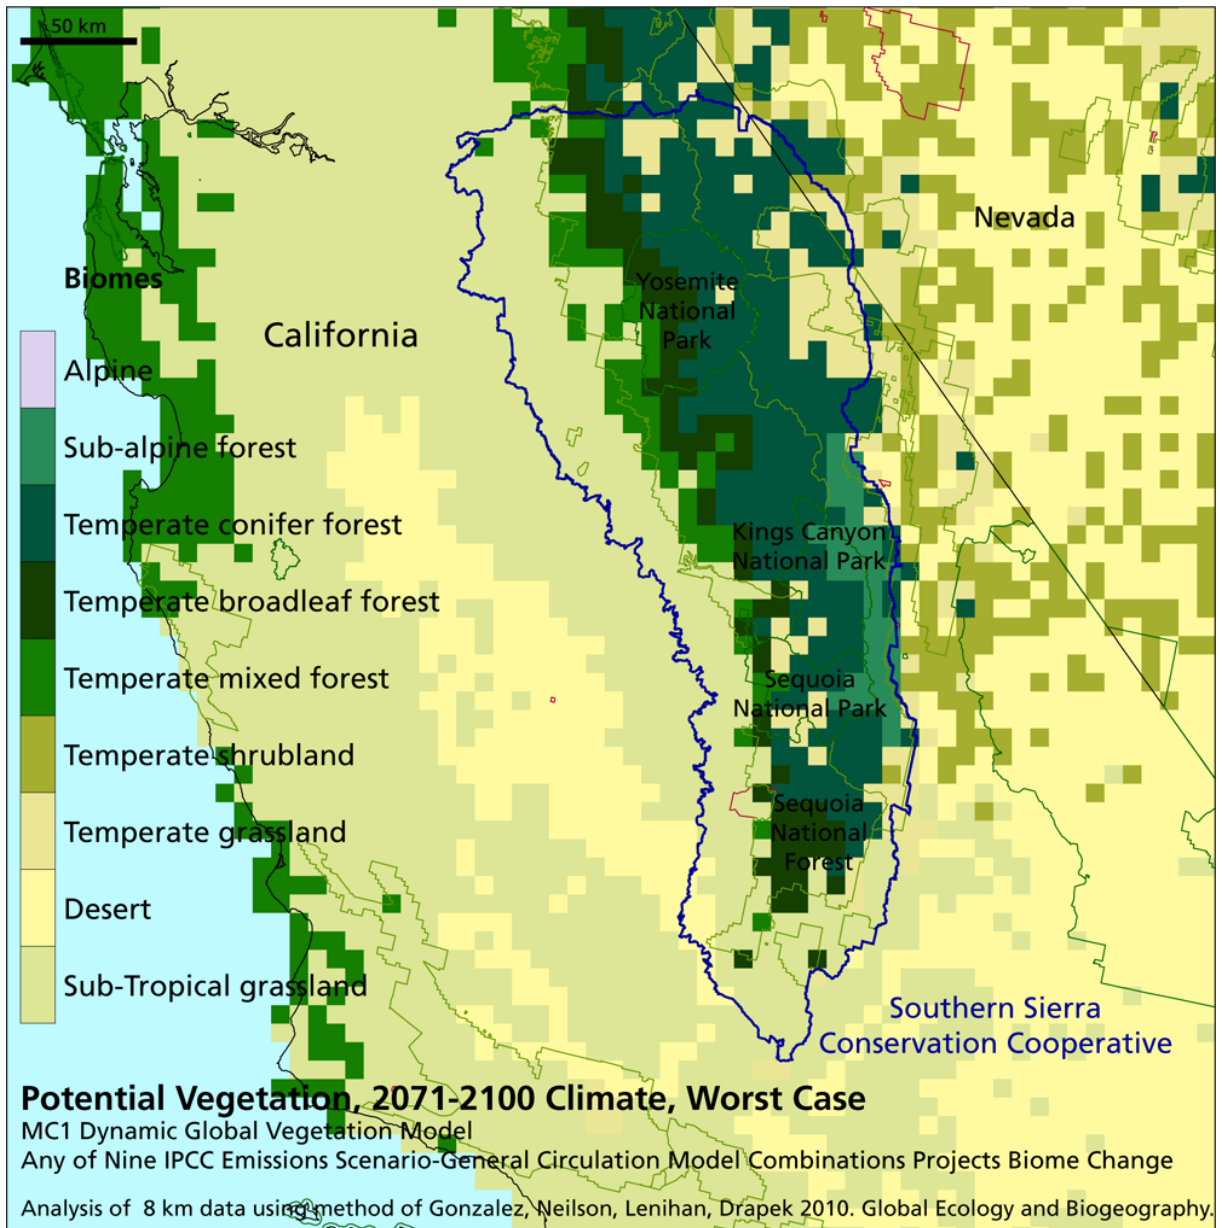 50 km
Nevada
Biomes
Yosemite
National
Park
California
Alpine
Sub-alpine forest
Temperate conifer forest
Kings Canyon
National Park
Temperate broadleaf forest
Temperate mixed forest
Sequoia
National Park
Temperate shrubland
Temperate grassland
Sequoia
National
Forest
Desert
Sub-Tropical grassland
Southern Sierra
Conservation Cooperative
Potential Vegetation, 2071-2100 Climate, Worst Case
MC1 Dynamic Global Vegetation Model
Any of Nine IPCC Emissions Scenario-General Circulation Model Combinations Projects Biome Change
Analysis of 8 km data using method of Gonzalez, Neilson, Lenihan, Drapek 2010. Global Ecology and Biogeography.